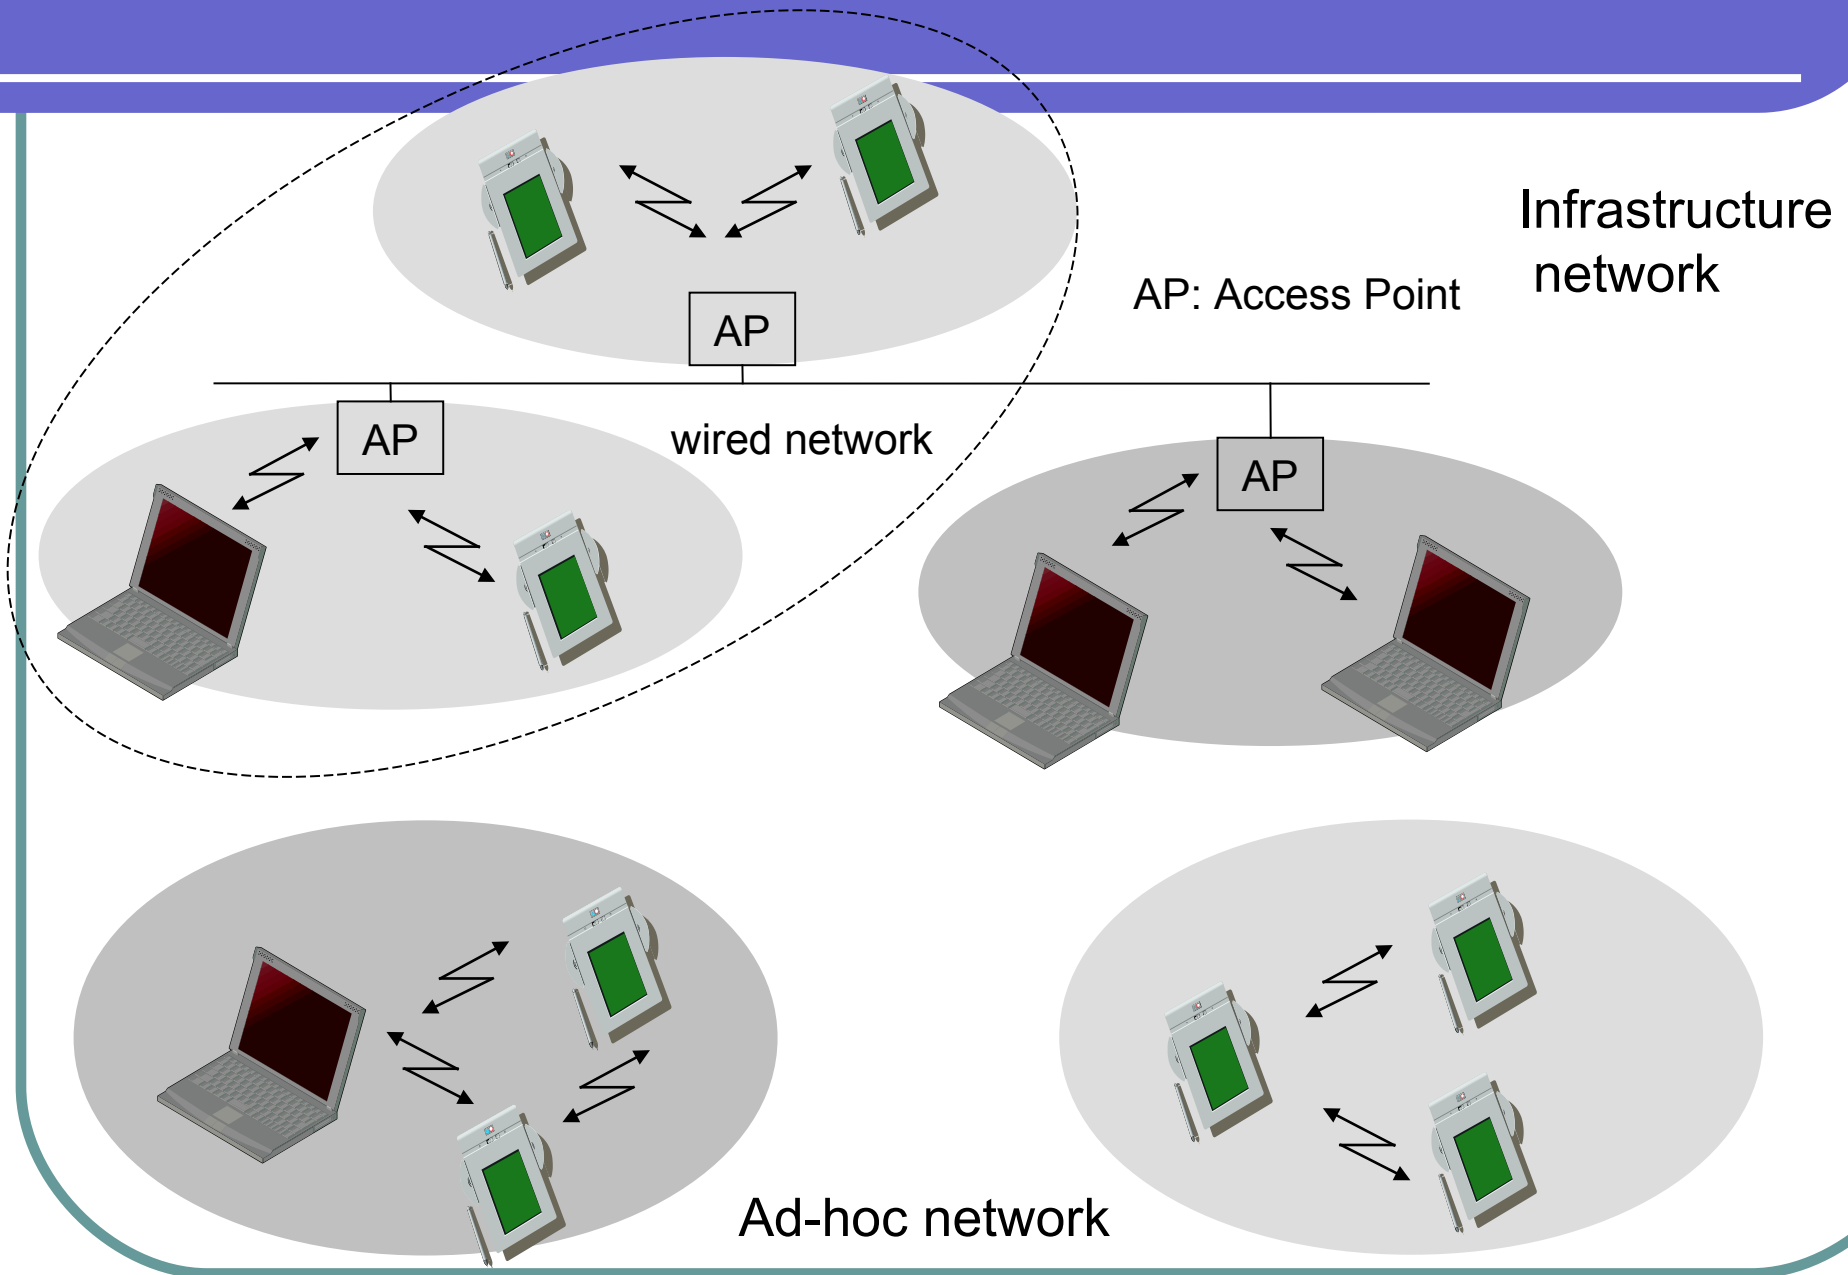 Infrastructure
network
AP: Access Point
AP
AP
wired network
AP
Ad-hoc network